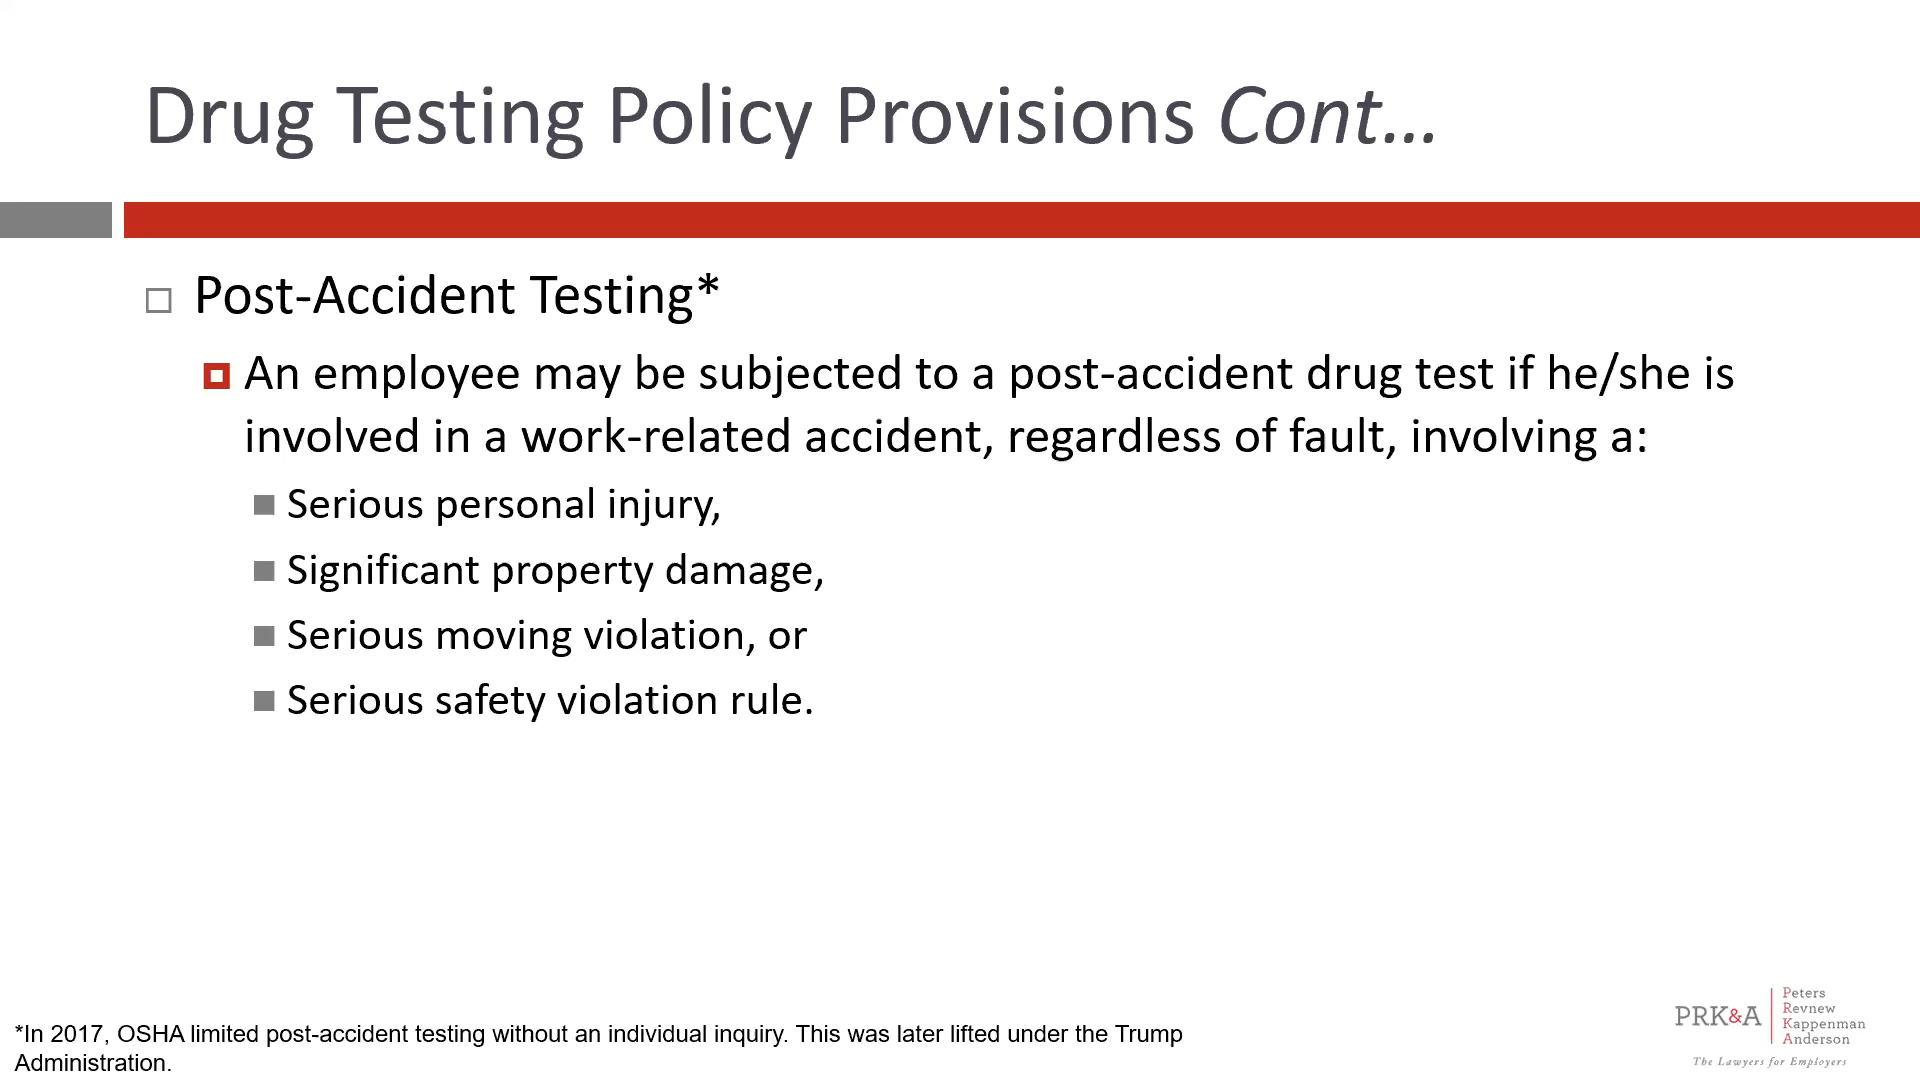 Drug Testing Policy Provisions Cont…
Post-Accident Testing*
An employee may be subjected to a post-accident drug test if he/she is
involved in a work-related accident, regardless of fault, involving a:
Serious personal injury,
Significant property damage,
Serious moving violation, or
Serious safety violation rule.
*In 2017, OSHA limited post-accident testing without an individual inquiry. This was later lifted under the Trump
Administration.
PRK&A
Peters
Revnew
Kappenman
Anderson
The Lawyers for Employers